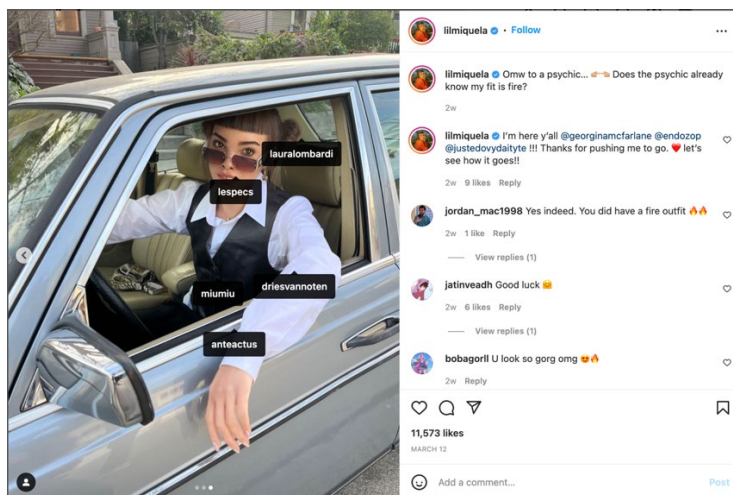 lilmiquela • Follow
lilmiquela Omw to a psychic... Does the psychic already
know my fit is fire?
2w
lilmiquela I'm here y'all @georginamcfarlane @endozop
@justedovydaityte !!! Thanks for pushing me to go. ❤️ let's
see how it goes!!
2w 9 likes Reply
jordan_mac1998 Yes indeed. You did have a fire outfit 🔥🔥
2w 1 like Reply
View replies (1)
jatinveadh Good luck 🤗
2w 6 likes Reply
View replies (1)
bobagorll U look so gorg omg 😍🔥
2w Reply
11,573 likes
MARCH 12
Add a comment...
Post
lauralombardi
lespecs
driesvannoten
miumiu
anteactus